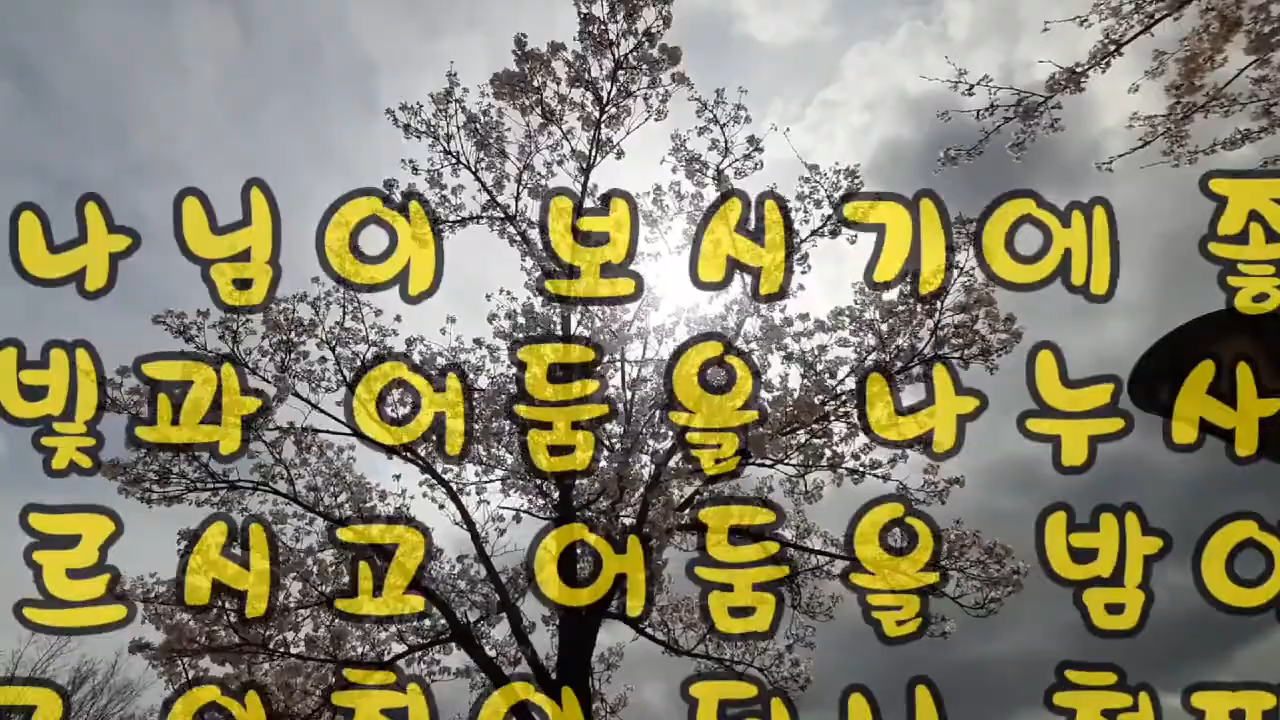 나님이 보시기에 좋
빛과 어둠을 나누사
르시고 어둠을 밤이